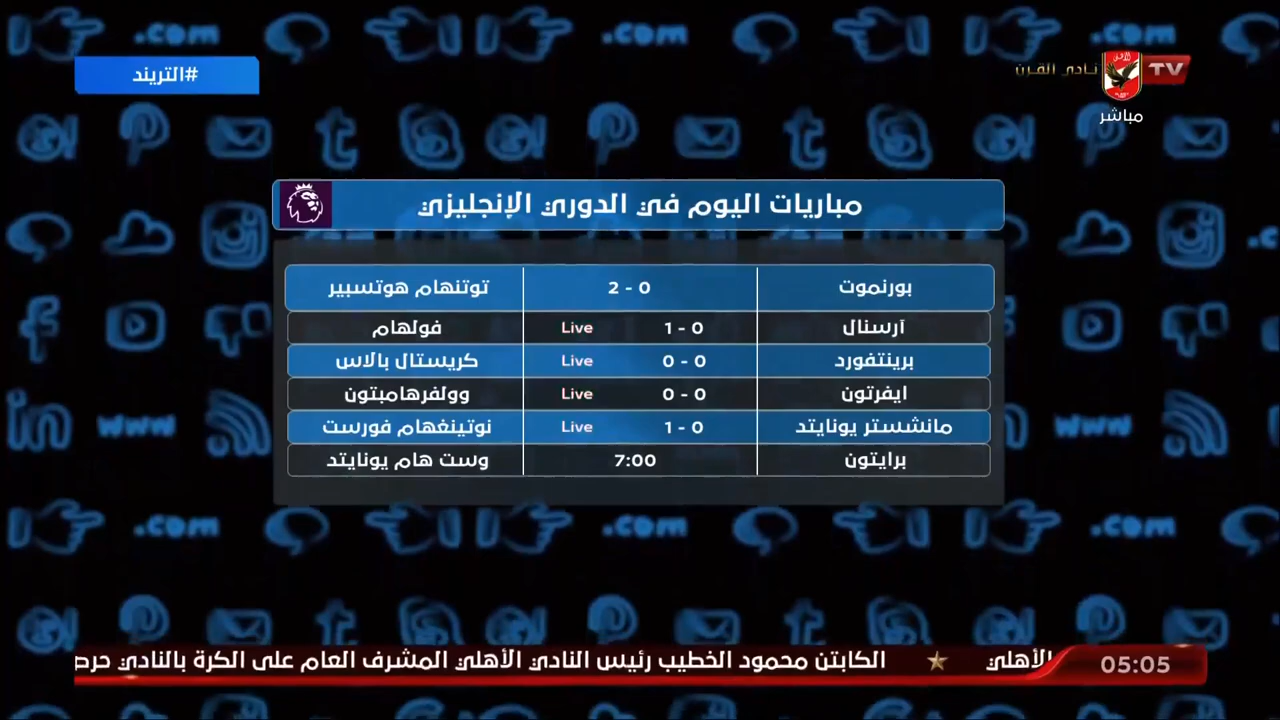 #التريند
نادي القرن
TV
مباشر
مباريات اليوم في الدوري الإنجليزي
بورنموت 2 - 0 توتنهام هوتسبير
آرسنال 1 - 0 Live فولهام
برينتفورد 0 - 0 Live كريستال بالاس
ايفرتون 0 - 0 Live وولفرهامبتون
مانشستر يونايتد 1 - 0 Live نوتينغهام فورست
برايتون 7:00 وست هام يونايتد
05:05 الأهلي ★ الكابتن محمود الخطيب رئيس النادي الأهلي المشرف العام على الكرة بالنادي حرص